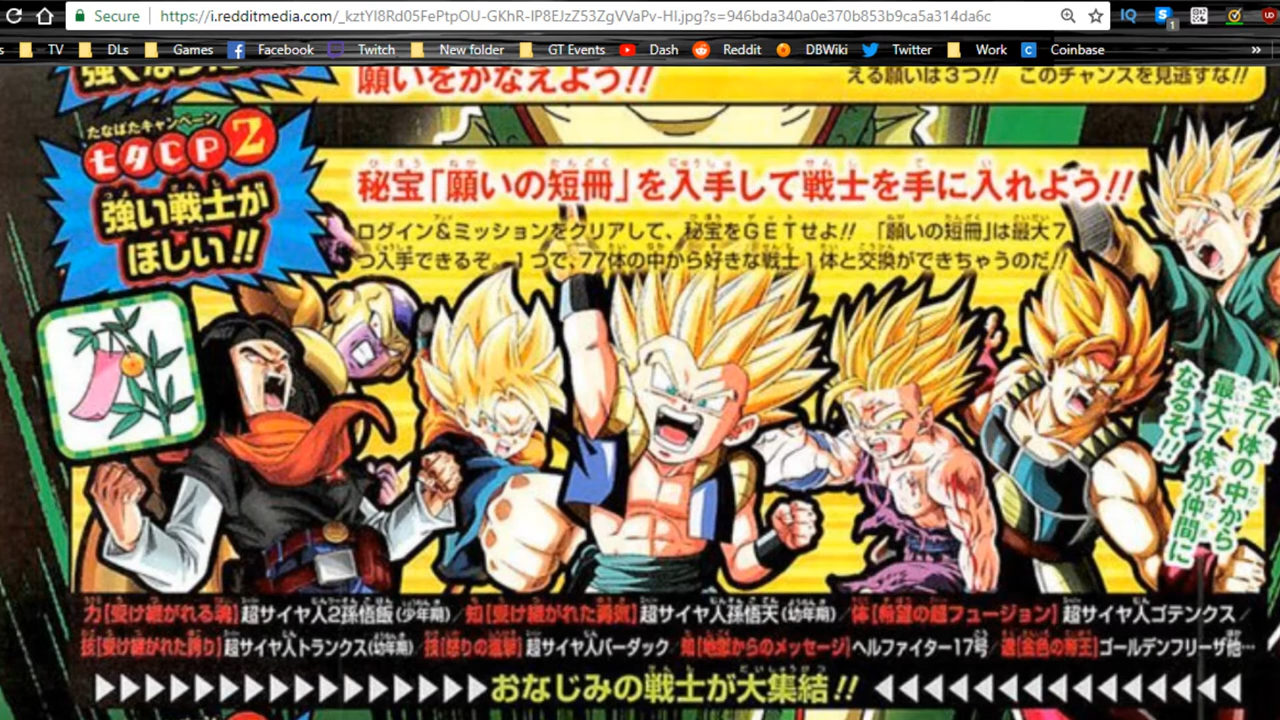 Secure https://i.redditmedia.com/_kztYI8Rd05FePtpOU-GKhR-IP8EJzZ53ZgVVaPv-HI.jpg?s=946bda340a0e370b853b9ca5a314da6c
IQ
1
UD
s TV DLs Games Facebook Twitch New folder GT Events Dash Reddit DBWiki Twitter Work Coinbase »
願いをかなえよう!!
える願いは3つ!! このチャンスを見逃すな!!
たなばたキャンペーン
七夕CP2
強い戦士が
ほしい!!
秘宝「願いの短冊」を入手して戦士を手に入れよう!!
ログイン&ミッションをクリアして、秘宝をGETせよ!! 「願いの短冊」は最大7
つ入手できるぞ。1つで、77体の中から好きな戦士1体と交換ができちゃうのだ!!
全77体の中から
最大7体が仲間に
なるぞ!!
力[受け継がれる魂]超サイヤ人2孫悟飯(少年期)/知[受け継がれた勇気]超サイヤ人孫悟天(幼年期)/体[希望の超フュージョン]超サイヤ人ゴテンクス/
技[受け継がれた誇り]超サイヤ人トランクス(幼年期)/技[怒りの進撃]超サイヤ人バーダック/知[地獄からのメッセージ]ヘルファイター17号/速[金色の帝王]ゴールデンフリーザ他…
おなじみの戦士が大集結!!